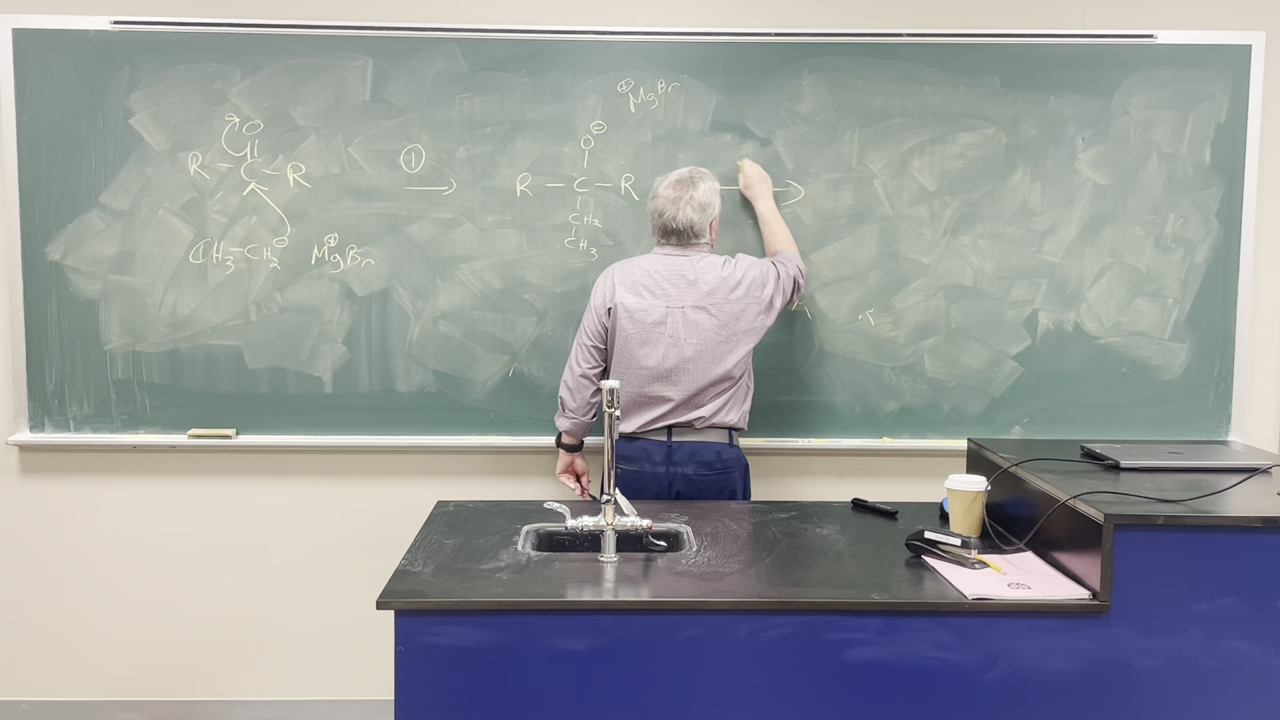 ⊕MgBr
O
①
O⊖
R C R
R — C — R
CH2
CH3
CH3—CH2⊖ MgBr⊕